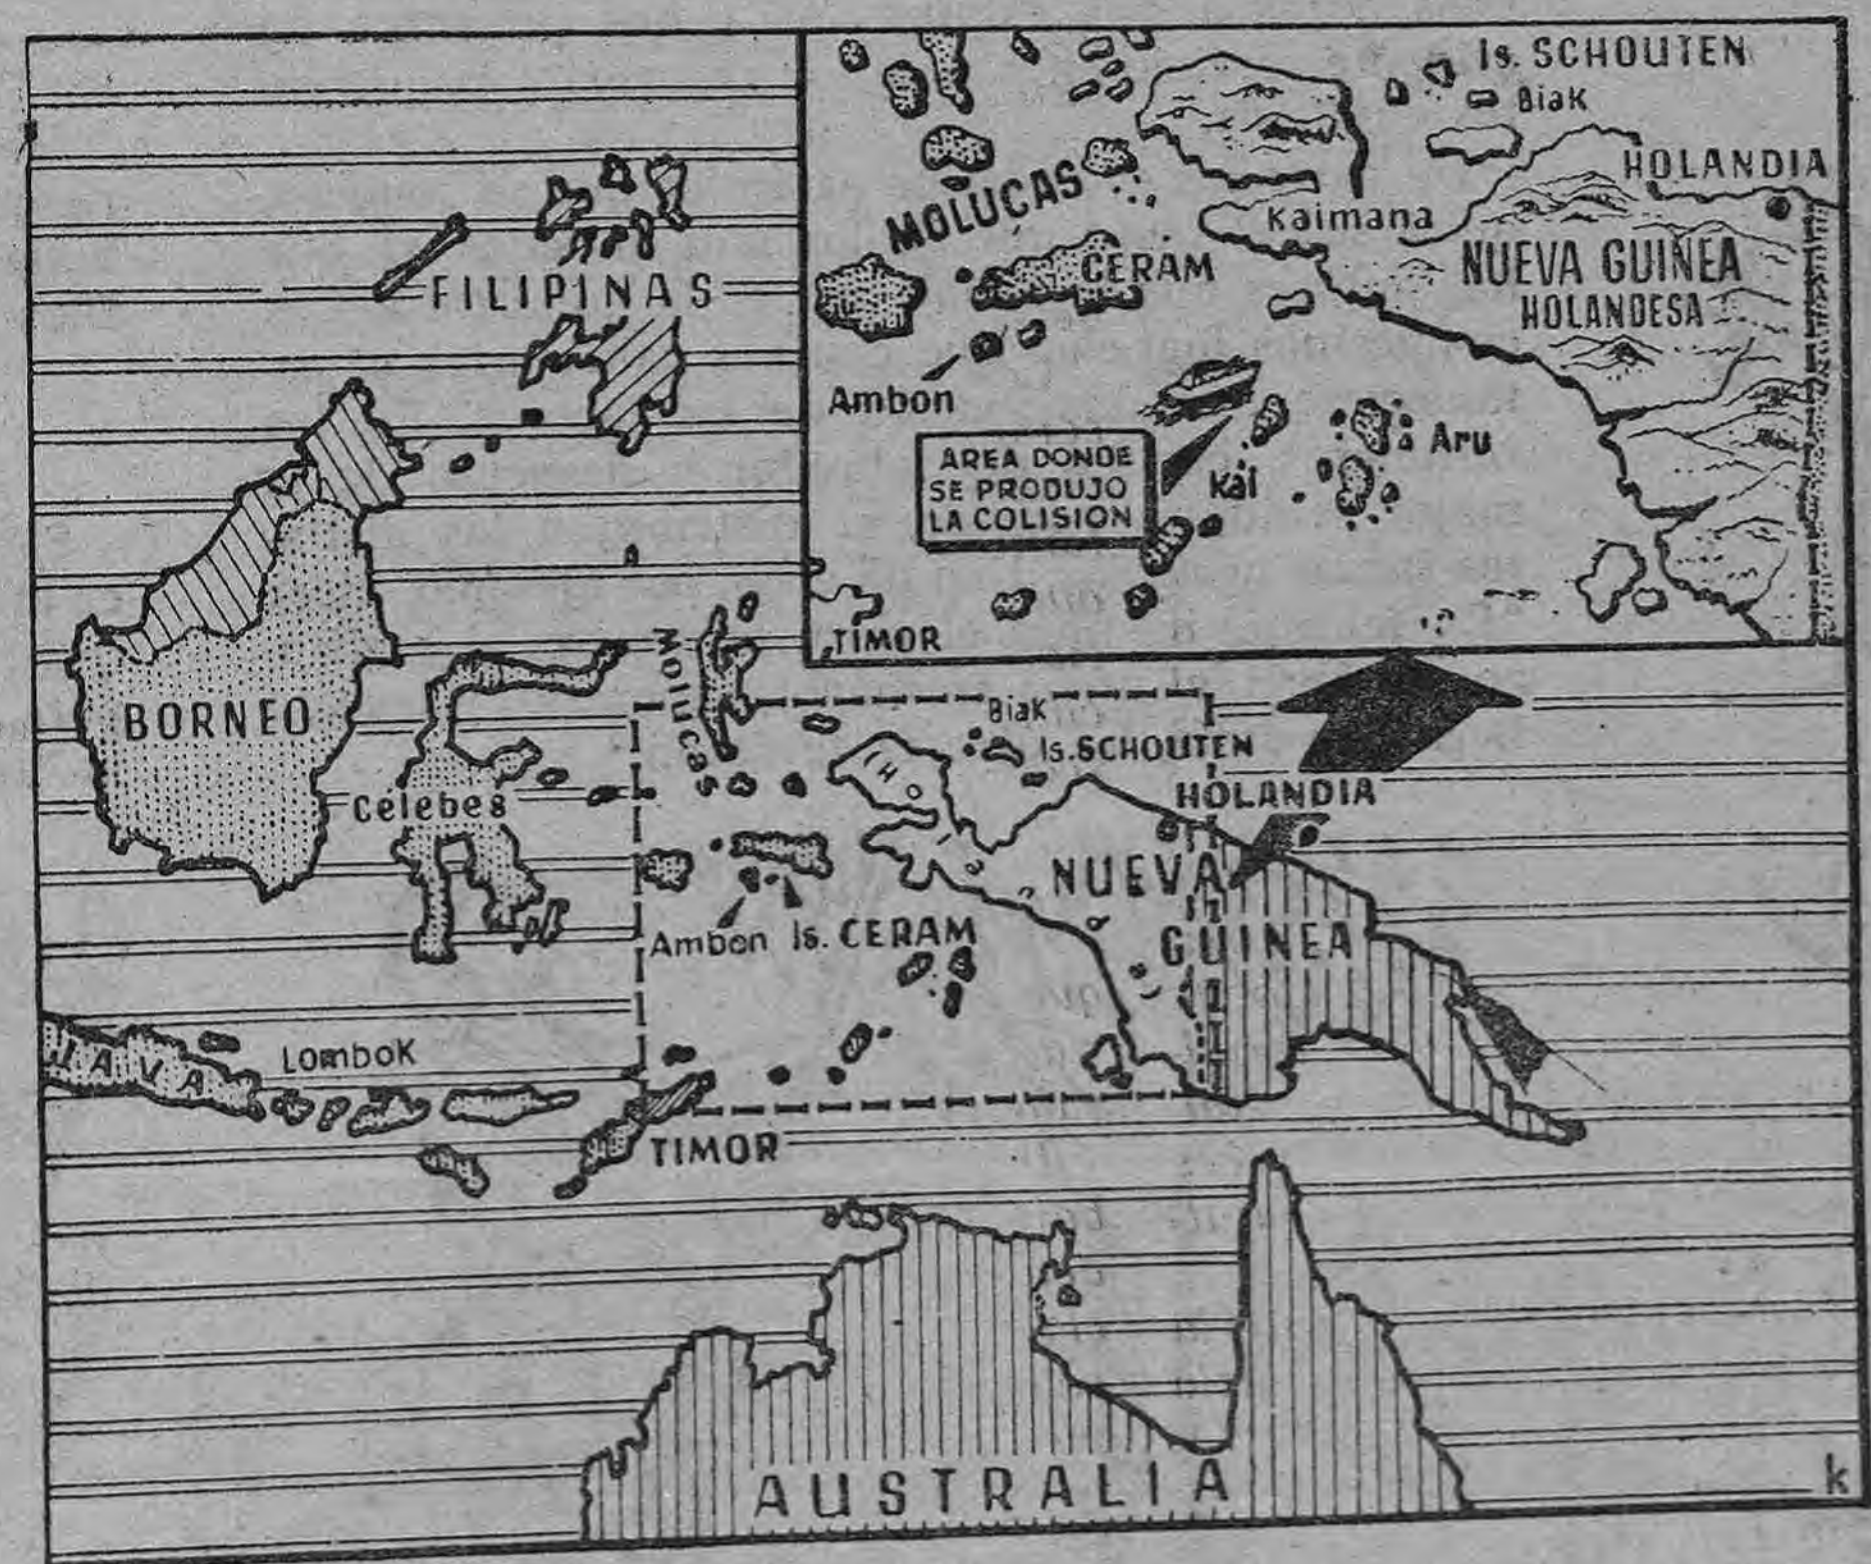 Is. SCHOUTEN
Biak
HOLANDIA
MOLUCAS
Kaimana
CERAM
NUEVA GUINEA
HOLANDESA
Ambon
Aru
AREA DONDE
SE PRODUJO
LA COLISION
Kai
TIMOR
FILIPINAS
Molucas
BORNEO
Biak
Is. SCHOUTEN
HOLANDIA
Celebes
H O
NUEVA
GUINEA
Ambon
Is. CERAM
JAVA
Lombok
TIMOR
AUSTRALIA
k